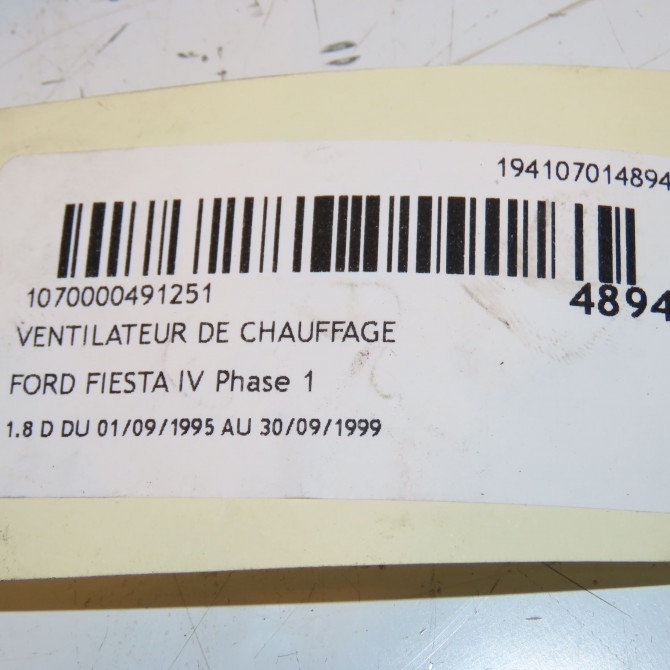 194107014894
1070000491251
4894
VENTILATEUR DE CHAUFFAGE
FORD FIESTA IV Phase 1
1.8 D DU 01/09/1995 AU 30/09/1999